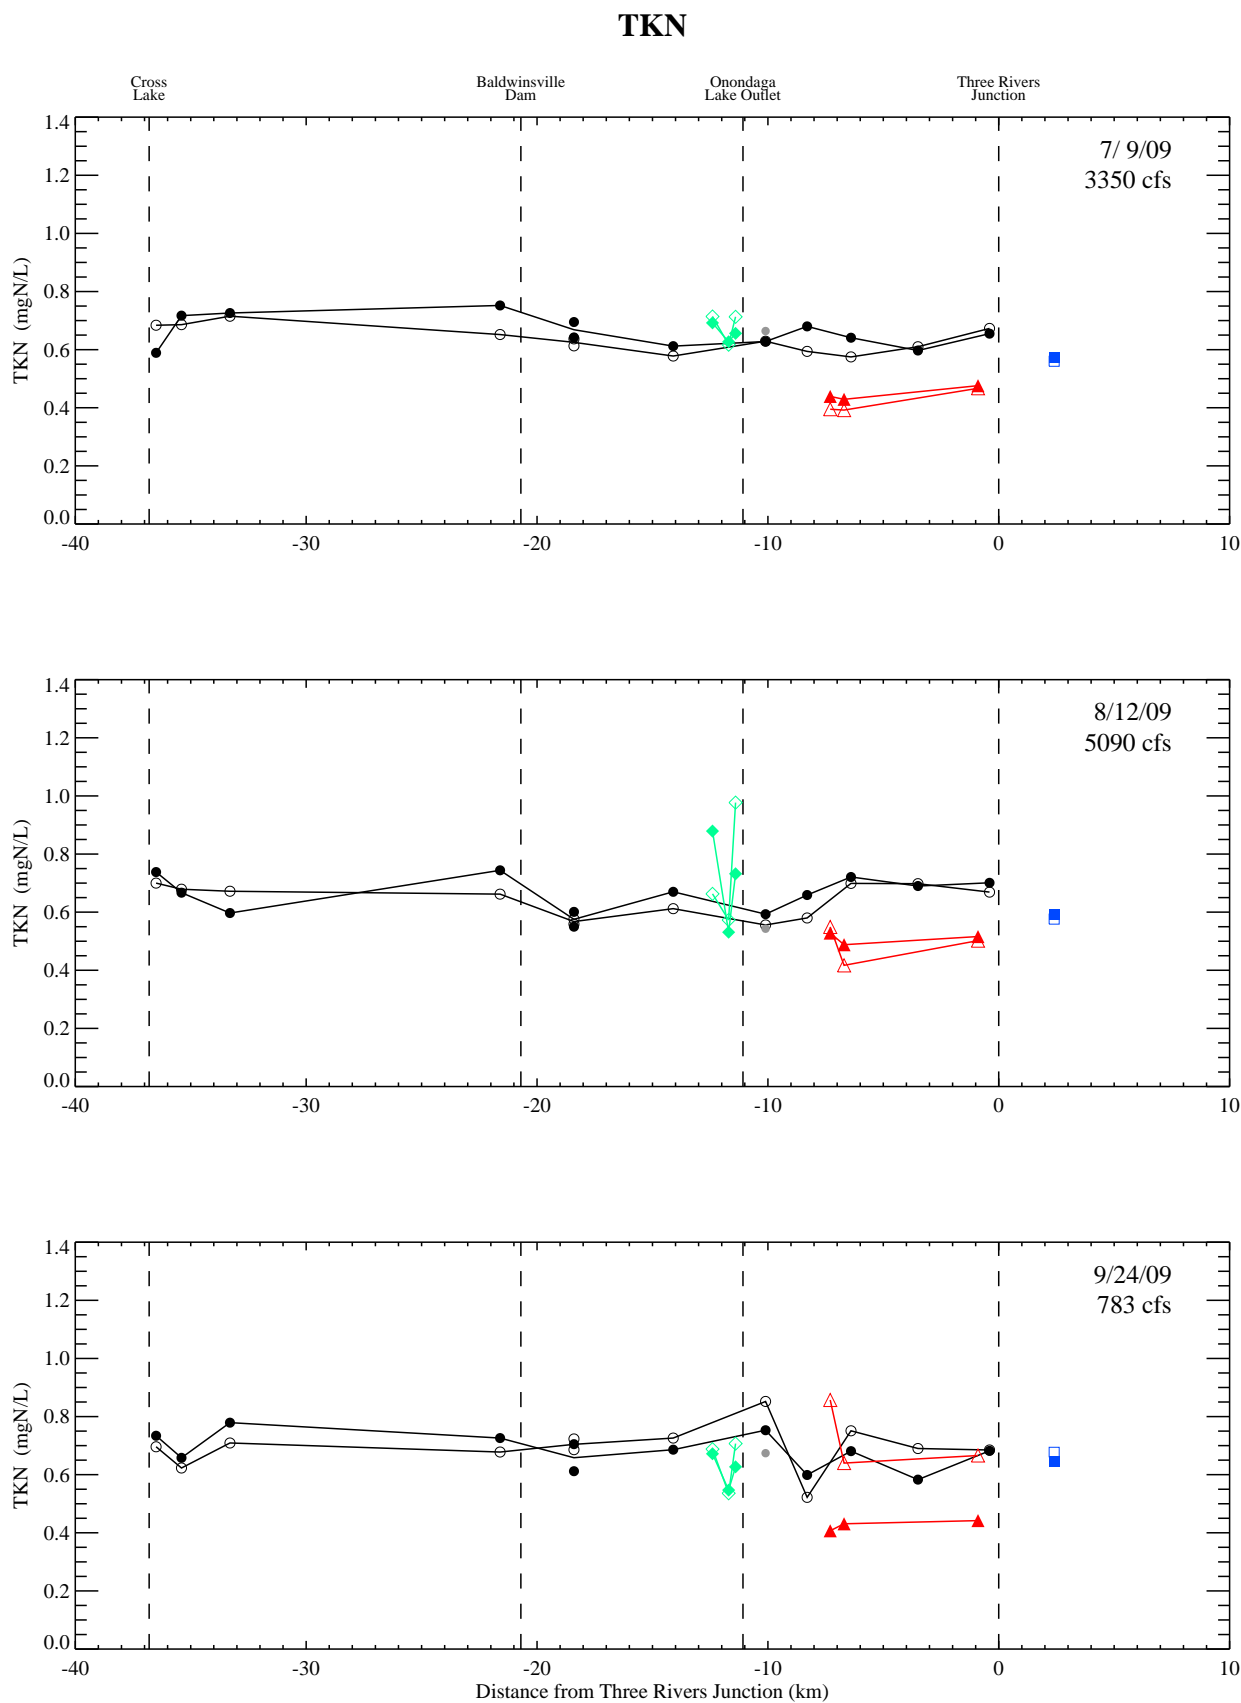 TKN
Cross
Lake
Baldwinsville
Dam
Onondaga
Lake Outlet
Three Rivers
Junction
7/ 9/09
3350 cfs
TKN (mgN/L)
1.4
1.2
1.0
0.8
0.6
0.4
0.2
0.0
-40 -30 -20 -10 0 10
8/12/09
5090 cfs
TKN (mgN/L)
1.4
1.2
1.0
0.8
0.6
0.4
0.2
0.0
-40 -30 -20 -10 0 10
9/24/09
783 cfs
TKN (mgN/L)
1.4
1.2
1.0
0.8
0.6
0.4
0.2
0.0
-40 -30 -20 -10 0 10
Distance from Three Rivers Junction (km)